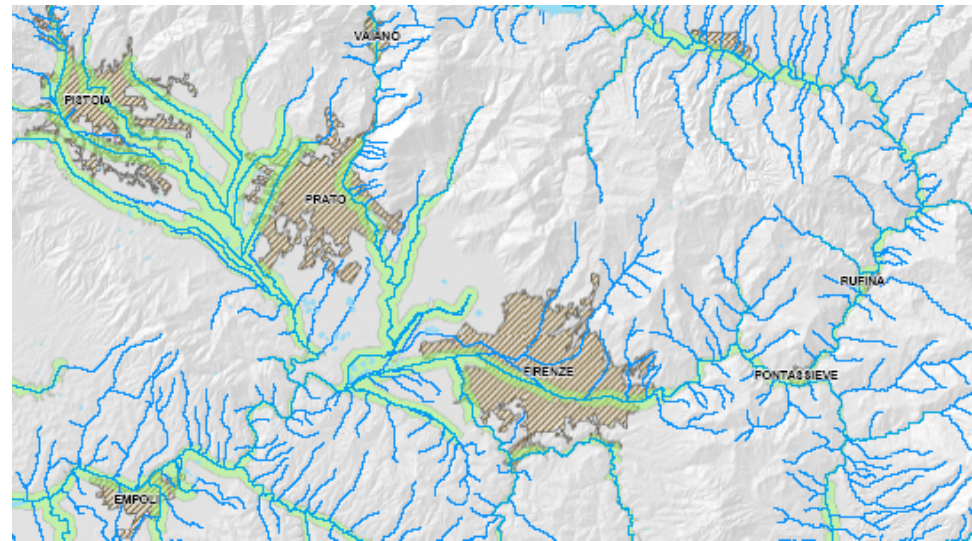 VAIANO
PISTOIA
PRATO
RUFINA
FIRENZE
PONTASSIEVE
EMPOLI